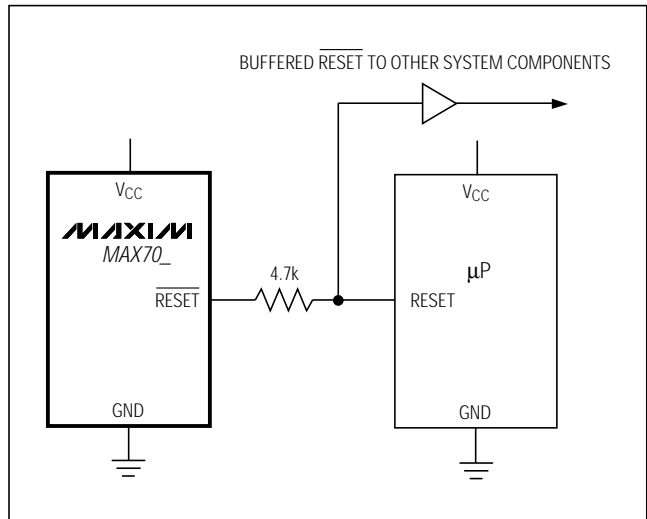 BUFFERED RESET TO OTHER SYSTEM COMPONENTS
VCC
MAXIM
MAX70_
RESET
GND
4.7k
VCC
μP
RESET
GND